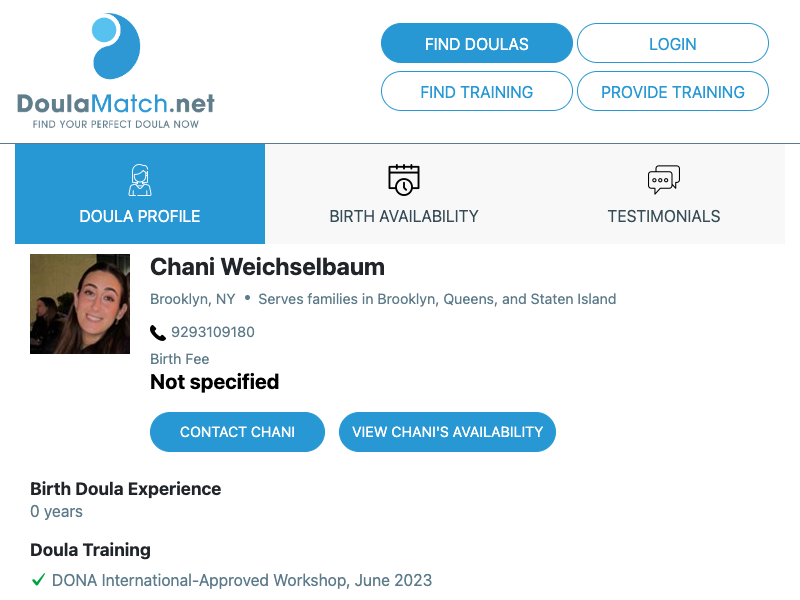 DoulaMatch.net
FIND YOUR PERFECT DOULA NOW
FIND DOULAS
LOGIN
FIND TRAINING
PROVIDE TRAINING
DOULA PROFILE
BIRTH AVAILABILITY
TESTIMONIALS
Chani Weichselbaum
Brooklyn, NY • Serves families in Brooklyn, Queens, and Staten Island
9293109180
Birth Fee
Not specified
CONTACT CHANI
VIEW CHANI'S AVAILABILITY
Birth Doula Experience
0 years
Doula Training
✓ DONA International-Approved Workshop, June 2023